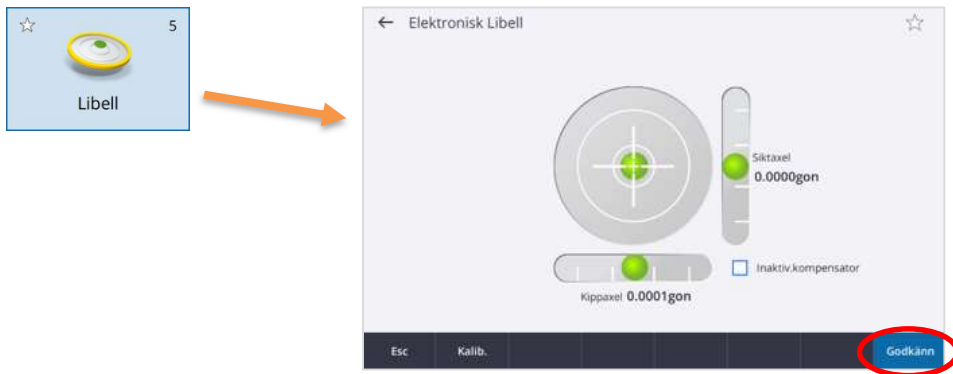 5
Libell
Elektronisk Libell
Siktaxel
0.0000gon
Inaktiv.kompensator
Kippaxel 0.0001gon
Esc Kalib. Godkänn